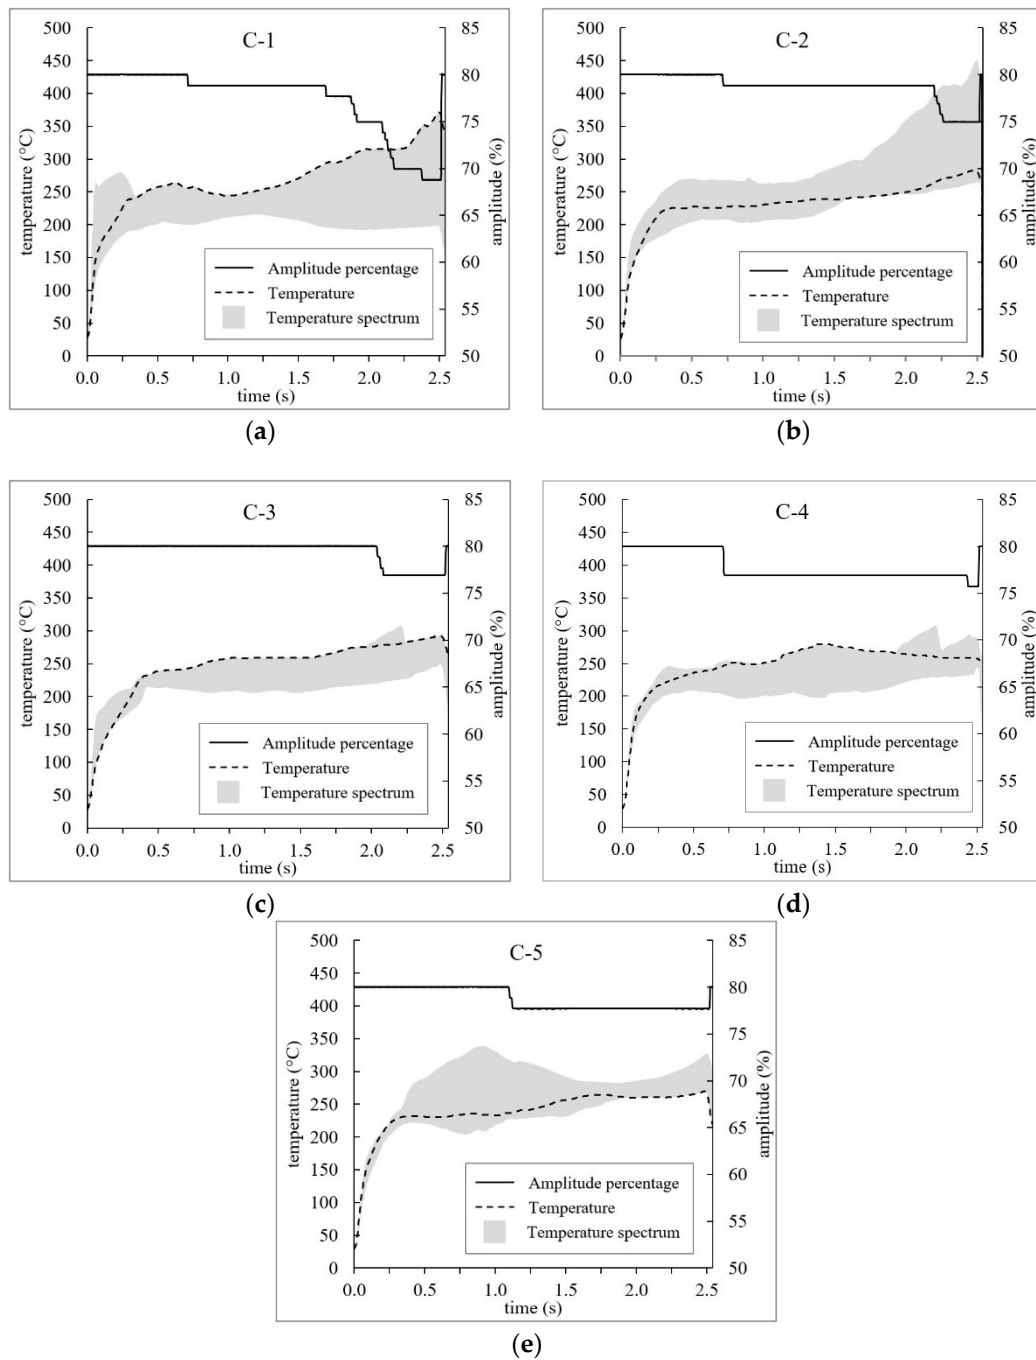 C-1
500
450
400
350
300
250
200
150
100
50
0
temperature (°C)
85
80
75
70
65
60
55
50
amplitude (%)
Amplitude percentage
Temperature
Temperature spectrum
0.0 0.5 1.0 1.5 2.0 2.5
time (s)
(a)
C-2
500
450
400
350
300
250
200
150
100
50
0
temperature (°C)
85
80
75
70
65
60
55
50
amplitude (%)
Amplitude percentage
Temperature
Temperature spectrum
0.0 0.5 1.0 1.5 2.0 2.5
time (s)
(b)
C-3
500
450
400
350
300
250
200
150
100
50
0
temperature (°C)
85
80
75
70
65
60
55
50
amplitude (%)
Amplitude percentage
Temperature
Temperature spectrum
0.0 0.5 1.0 1.5 2.0 2.5
time (s)
(c)
C-4
500
450
400
350
300
250
200
150
100
50
0
temperature (°C)
85
80
75
70
65
60
55
50
amplitude (%)
Amplitude percentage
Temperature
Temperature spectrum
0.0 0.5 1.0 1.5 2.0 2.5
time (s)
(d)
C-5
500
450
400
350
300
250
200
150
100
50
0
temperature (°C)
85
80
75
70
65
60
55
50
amplitude (%)
Amplitude percentage
Temperature
Temperature spectrum
0.0 0.5 1.0 1.5 2.0 2.5
time (s)
(e)